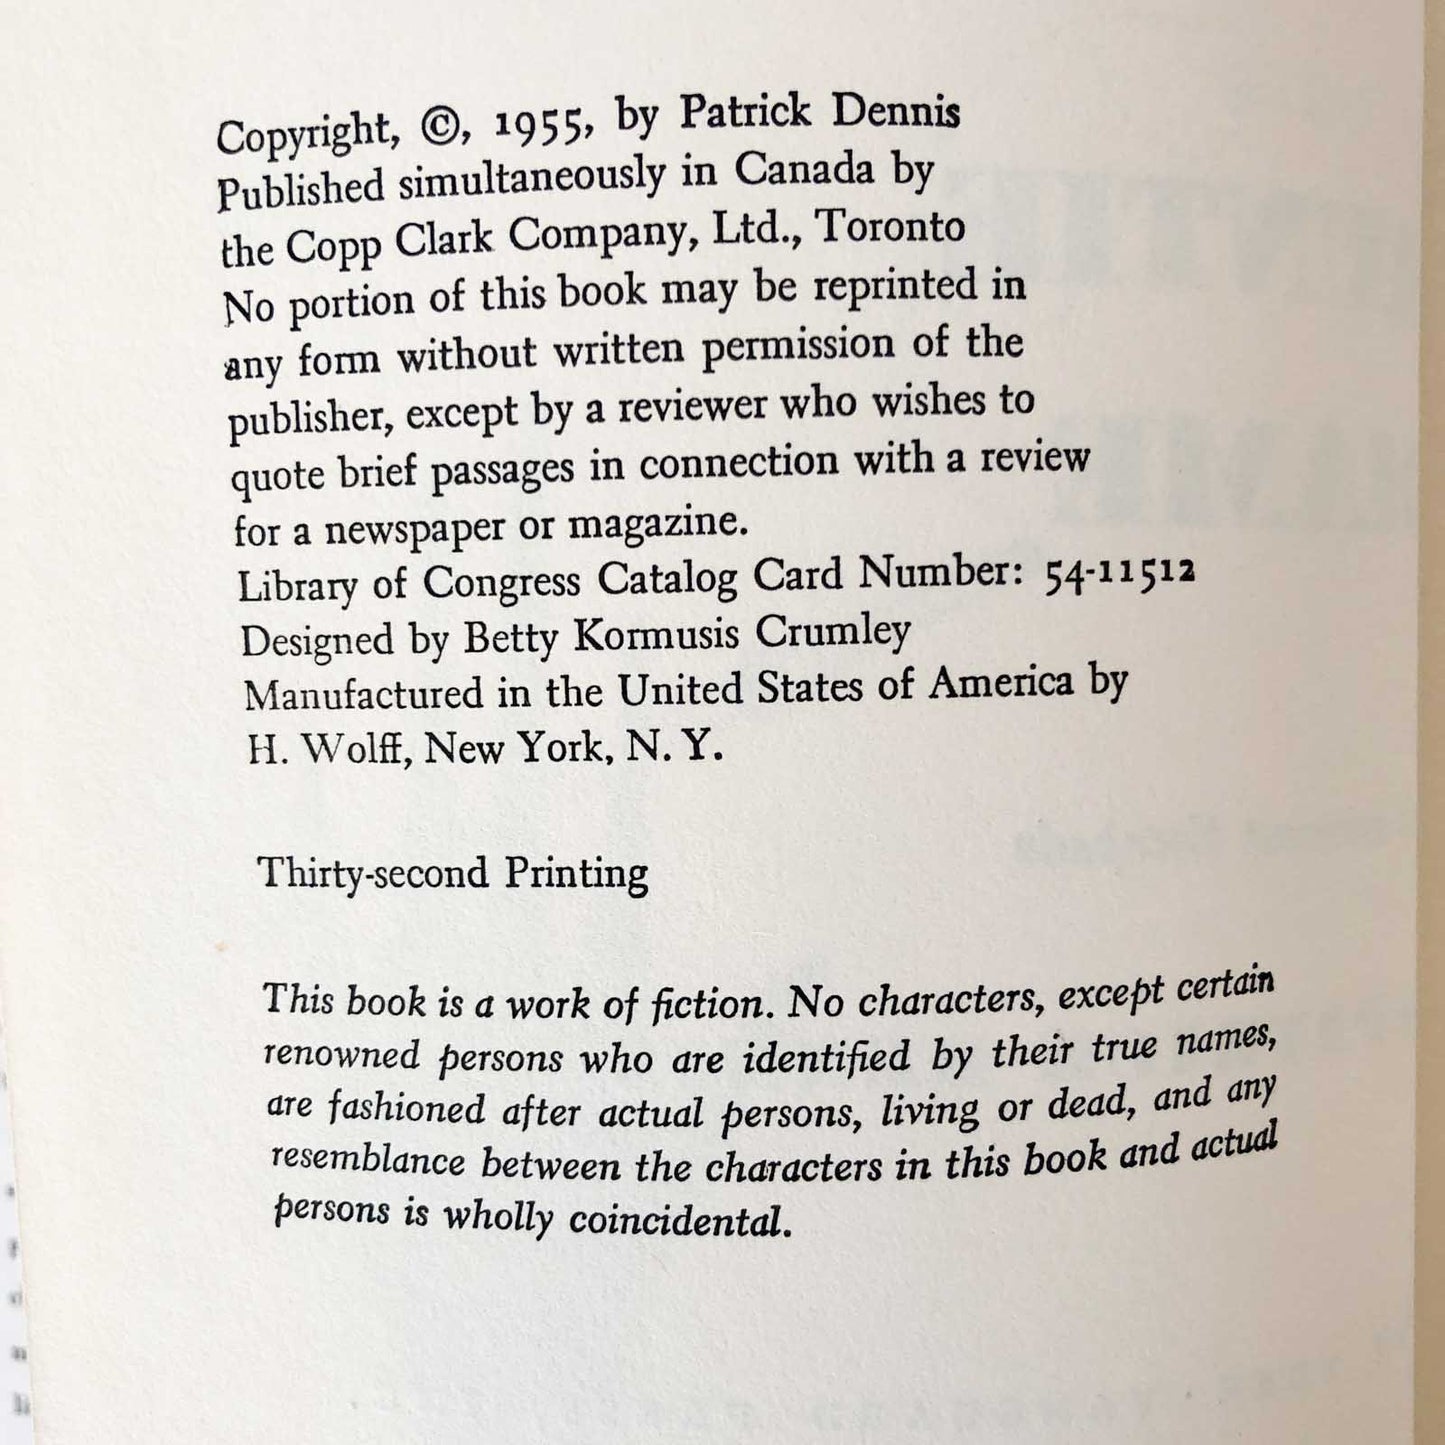 Copyright, ©, 1955, by Patrick Dennis
Published simultaneously in Canada by
the Copp Clark Company, Ltd., Toronto
No portion of this book may be reprinted in
any form without written permission of the
publisher, except by a reviewer who wishes to
quote brief passages in connection with a review
for a newspaper or magazine.
Library of Congress Catalog Card Number: 54-11512
Designed by Betty Kormusis Crumley
Manufactured in the United States of America by
H. Wolff, New York, N. Y.
Thirty-second Printing
This book is a work of fiction. No characters, except certain
renowned persons who are identified by their true names,
are fashioned after actual persons, living or dead, and any
resemblance between the characters in this book and actual
persons is wholly coincidental.